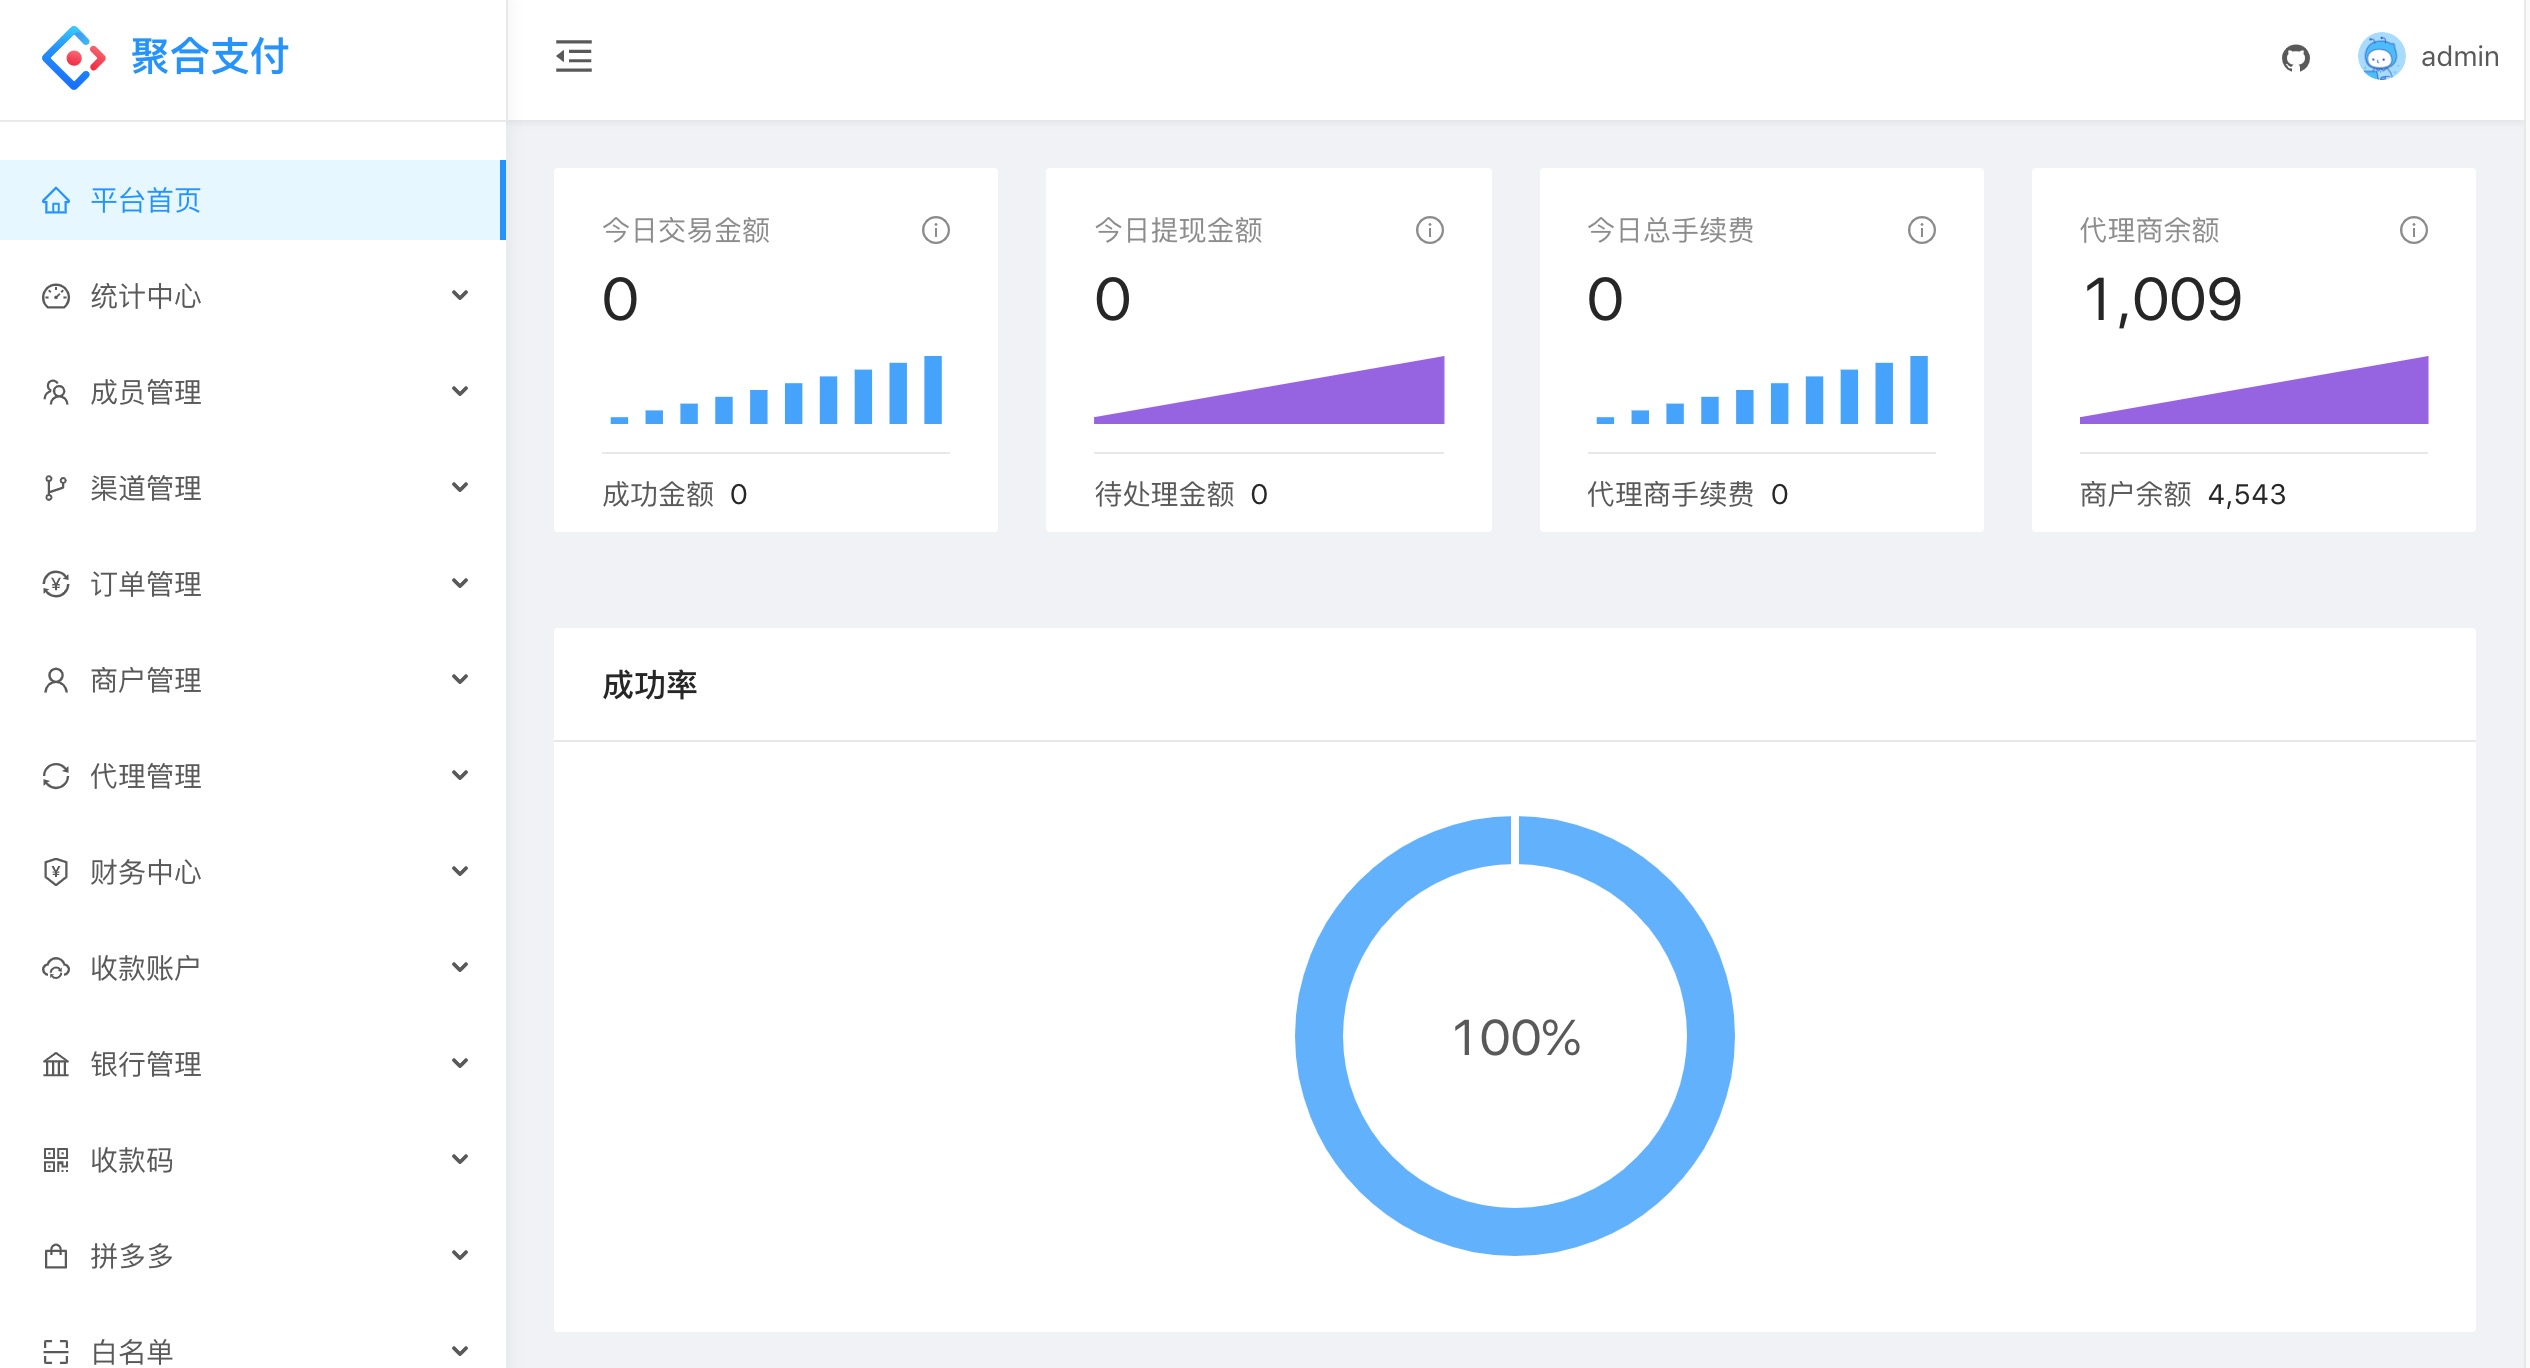 聚合支付
admin
平台首页
统计中心
成员管理
渠道管理
订单管理
商户管理
代理管理
财务中心
收款账户
银行管理
收款码
拼多多
白名单
今日交易金额
0
成功金额 0
今日提现金额
0
待处理金额 0
今日总手续费
0
代理商手续费 0
代理商余额
1,009
商户余额 4,543
成功率
100%